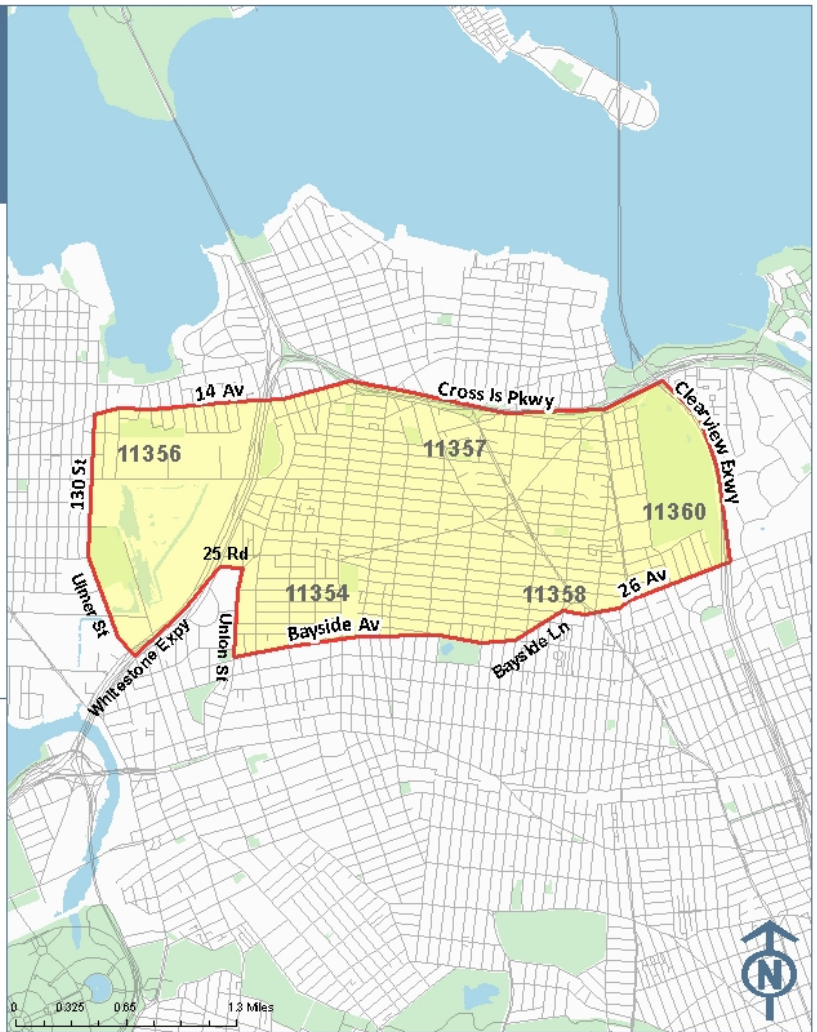 14 Av
Cross Is Pkwy
Clearview Exwy
11356
11357
130 St
11360
25 Rd
11354
11358
26 Av
Ulmer St
Union St
Bayside Av
Bayside Ln
Whitestone Expy
N
0 0.325 0.65 1.3 Miles